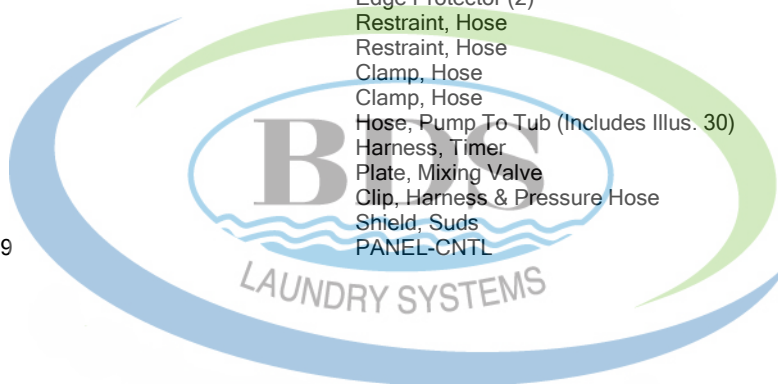 Edge Protector (2)
Restraint, Hose
Restraint, Hose
Clamp, Hose
Clamp, Hose
Hose, Pump To Tub (Includes Illus. 30)
Harness, Timer
Plate, Mixing Valve
Clip, Harness & Pressure Hose
Shield, Suds
9 PANEL-CNTL
BDS
LAUNDRY SYSTEMS